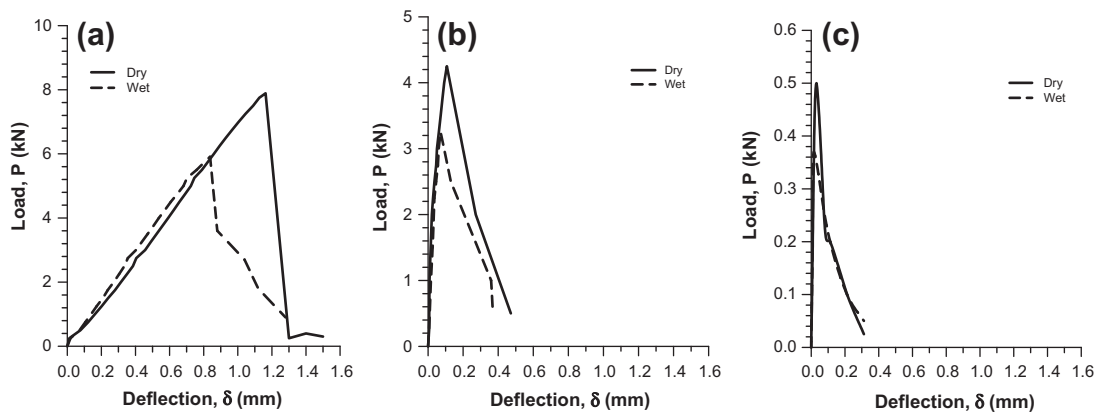 (a)
Load, P (kN)
10
8
6
4
2
0
Dry
Wet
0.0 0.2 0.4 0.6 0.8 1.0 1.2 1.4 1.6
Deflection, δ (mm)
(b)
Load, P (kN)
5
4
3
2
1
0
Dry
Wet
0.0 0.2 0.4 0.6 0.8 1.0 1.2 1.4 1.6
Deflection, δ (mm)
(c)
Load, P (kN)
0.6
0.5
0.4
0.3
0.2
0.1
0.0
Dry
Wet
0.0 0.2 0.4 0.6 0.8 1.0 1.2 1.4 1.6
Deflection, δ (mm)